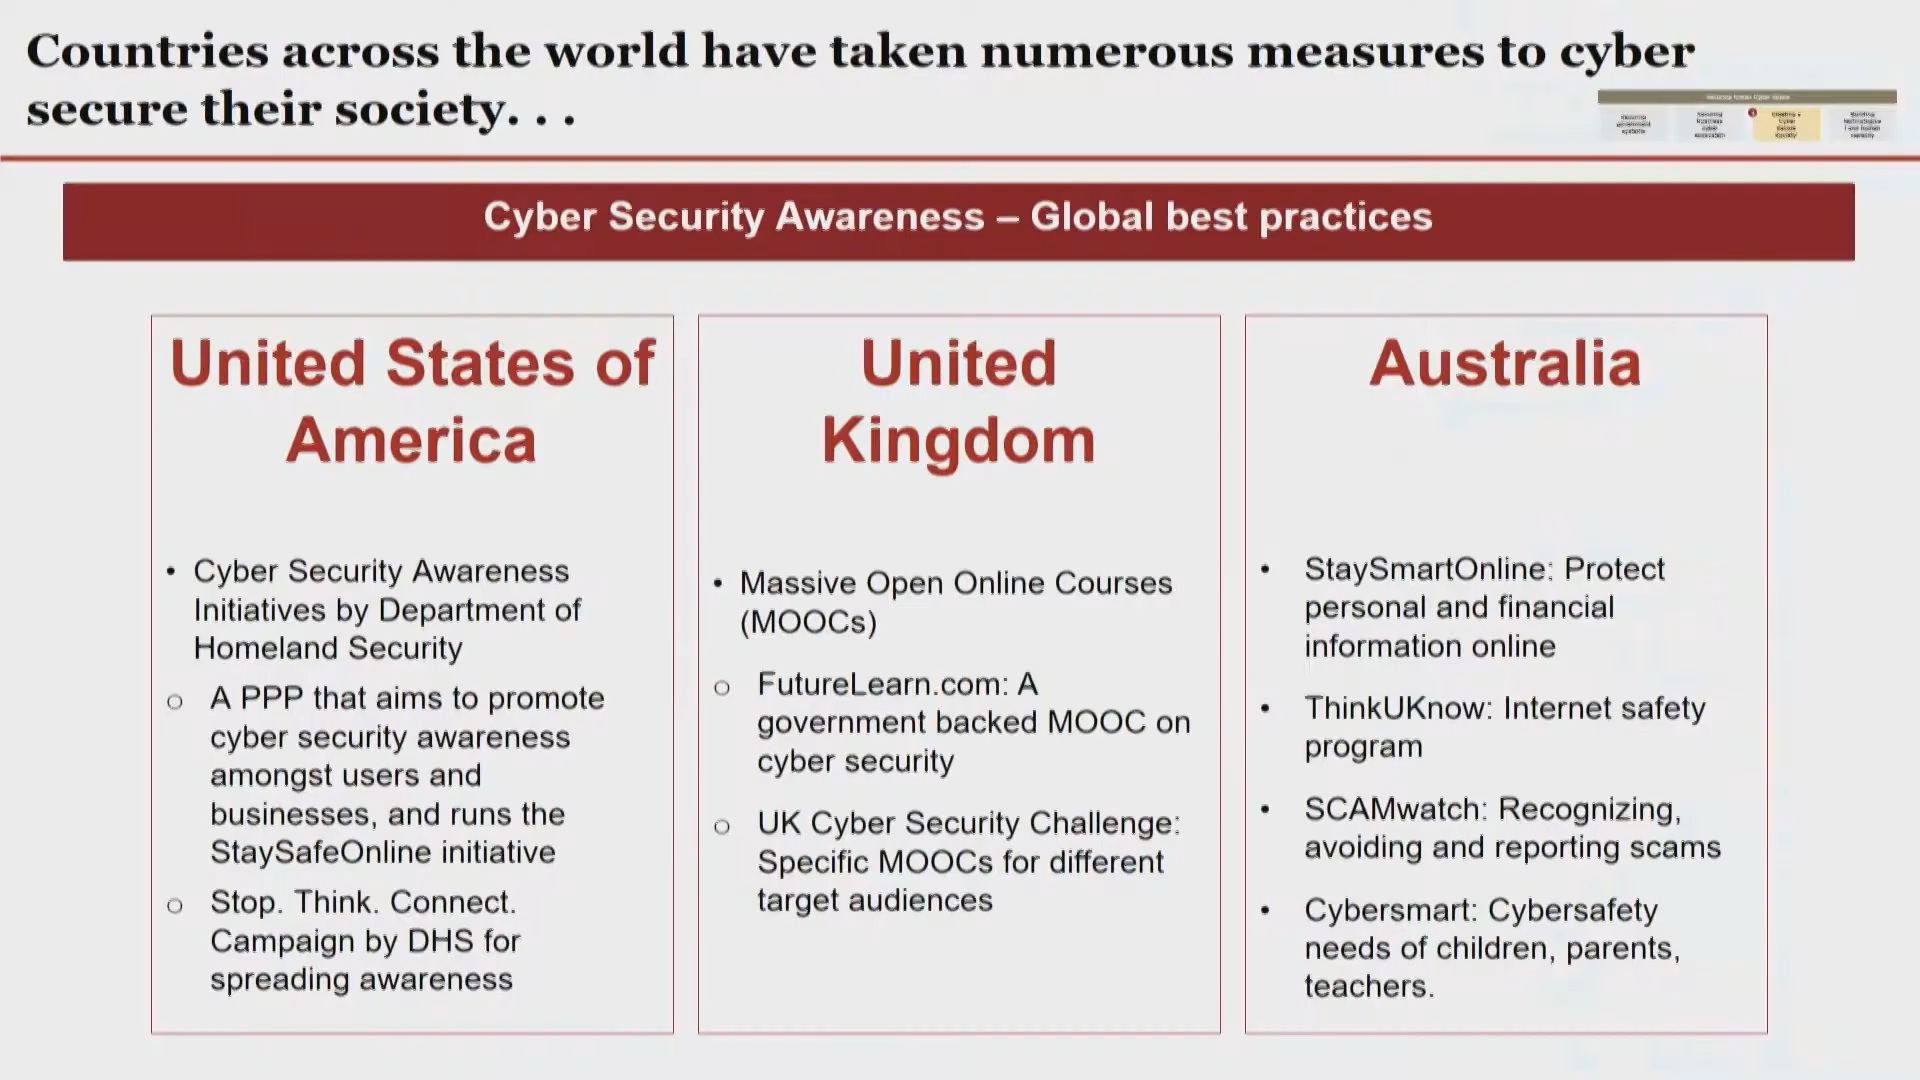 Countries across the world have taken numerous measures to cyber
secure their society. . .
Cyber Security Awareness – Global best practices
United States of
America
• Cyber Security Awareness
Initiatives by Department of
Homeland Security
o A PPP that aims to promote
cyber security awareness
amongst users and
businesses, and runs the
StaySafeOnline initiative
o Stop. Think. Connect.
Campaign by DHS for
spreading awareness
United
Kingdom
• Massive Open Online Courses
(MOOCs)
o FutureLearn.com: A
government backed MOOC on
cyber security
o UK Cyber Security Challenge:
Specific MOOCs for different
target audiences
Australia
• StaySmartOnline: Protect
personal and financial
information online
• ThinkUKnow: Internet safety
program
• SCAMwatch: Recognizing,
avoiding and reporting scams
• Cybersmart: Cybersafety
needs of children, parents,
teachers.